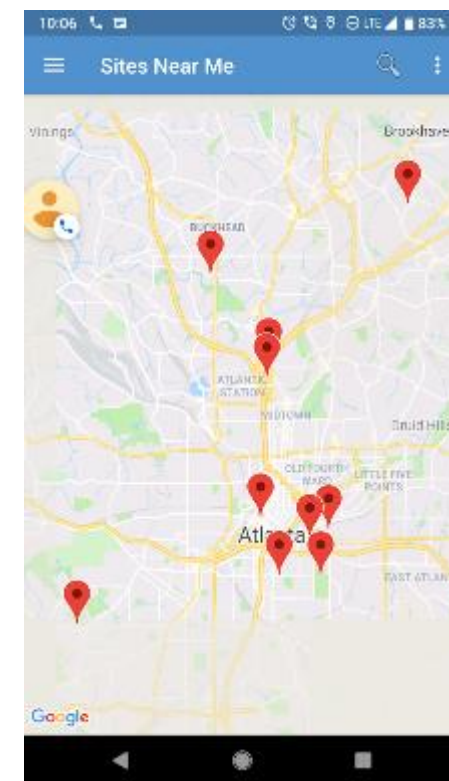 10:06 LTE 83%
Sites Near Me
Vinings
Brookhave
BUCKHEAD
ATLANTIC
STATION
MIDTOWN
Druid Hills
OLD FOURTH
WARD
LITTLE FIVE
POINTS
Atlanta
EAST ATLAN
Google